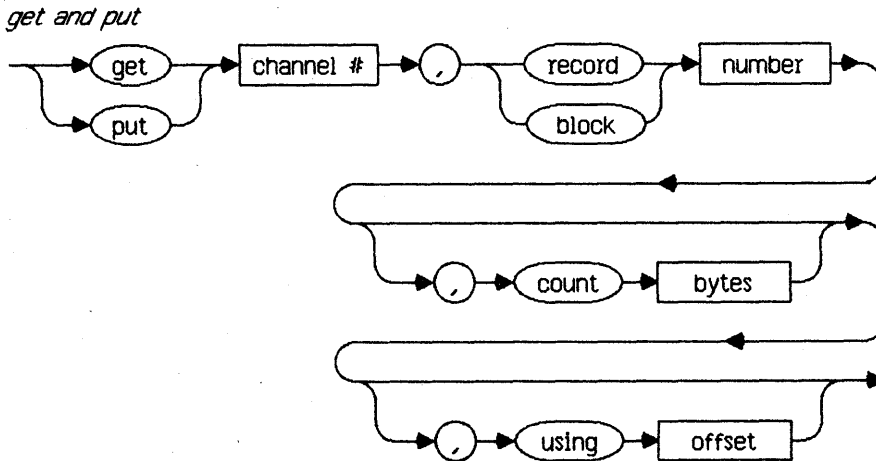 get and put
get channel # , record number
put block
, count bytes
, using offset